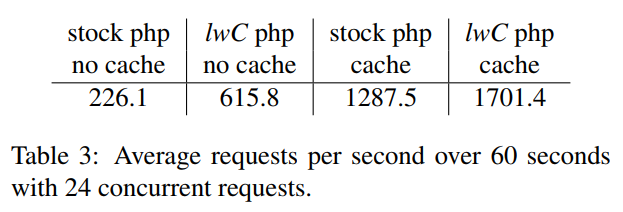 stock php lwC php stock php lwC php
no cache no cache cache cache
226.1 615.8 1287.5 1701.4
Table 3: Average requests per second over 60 seconds
with 24 concurrent requests.